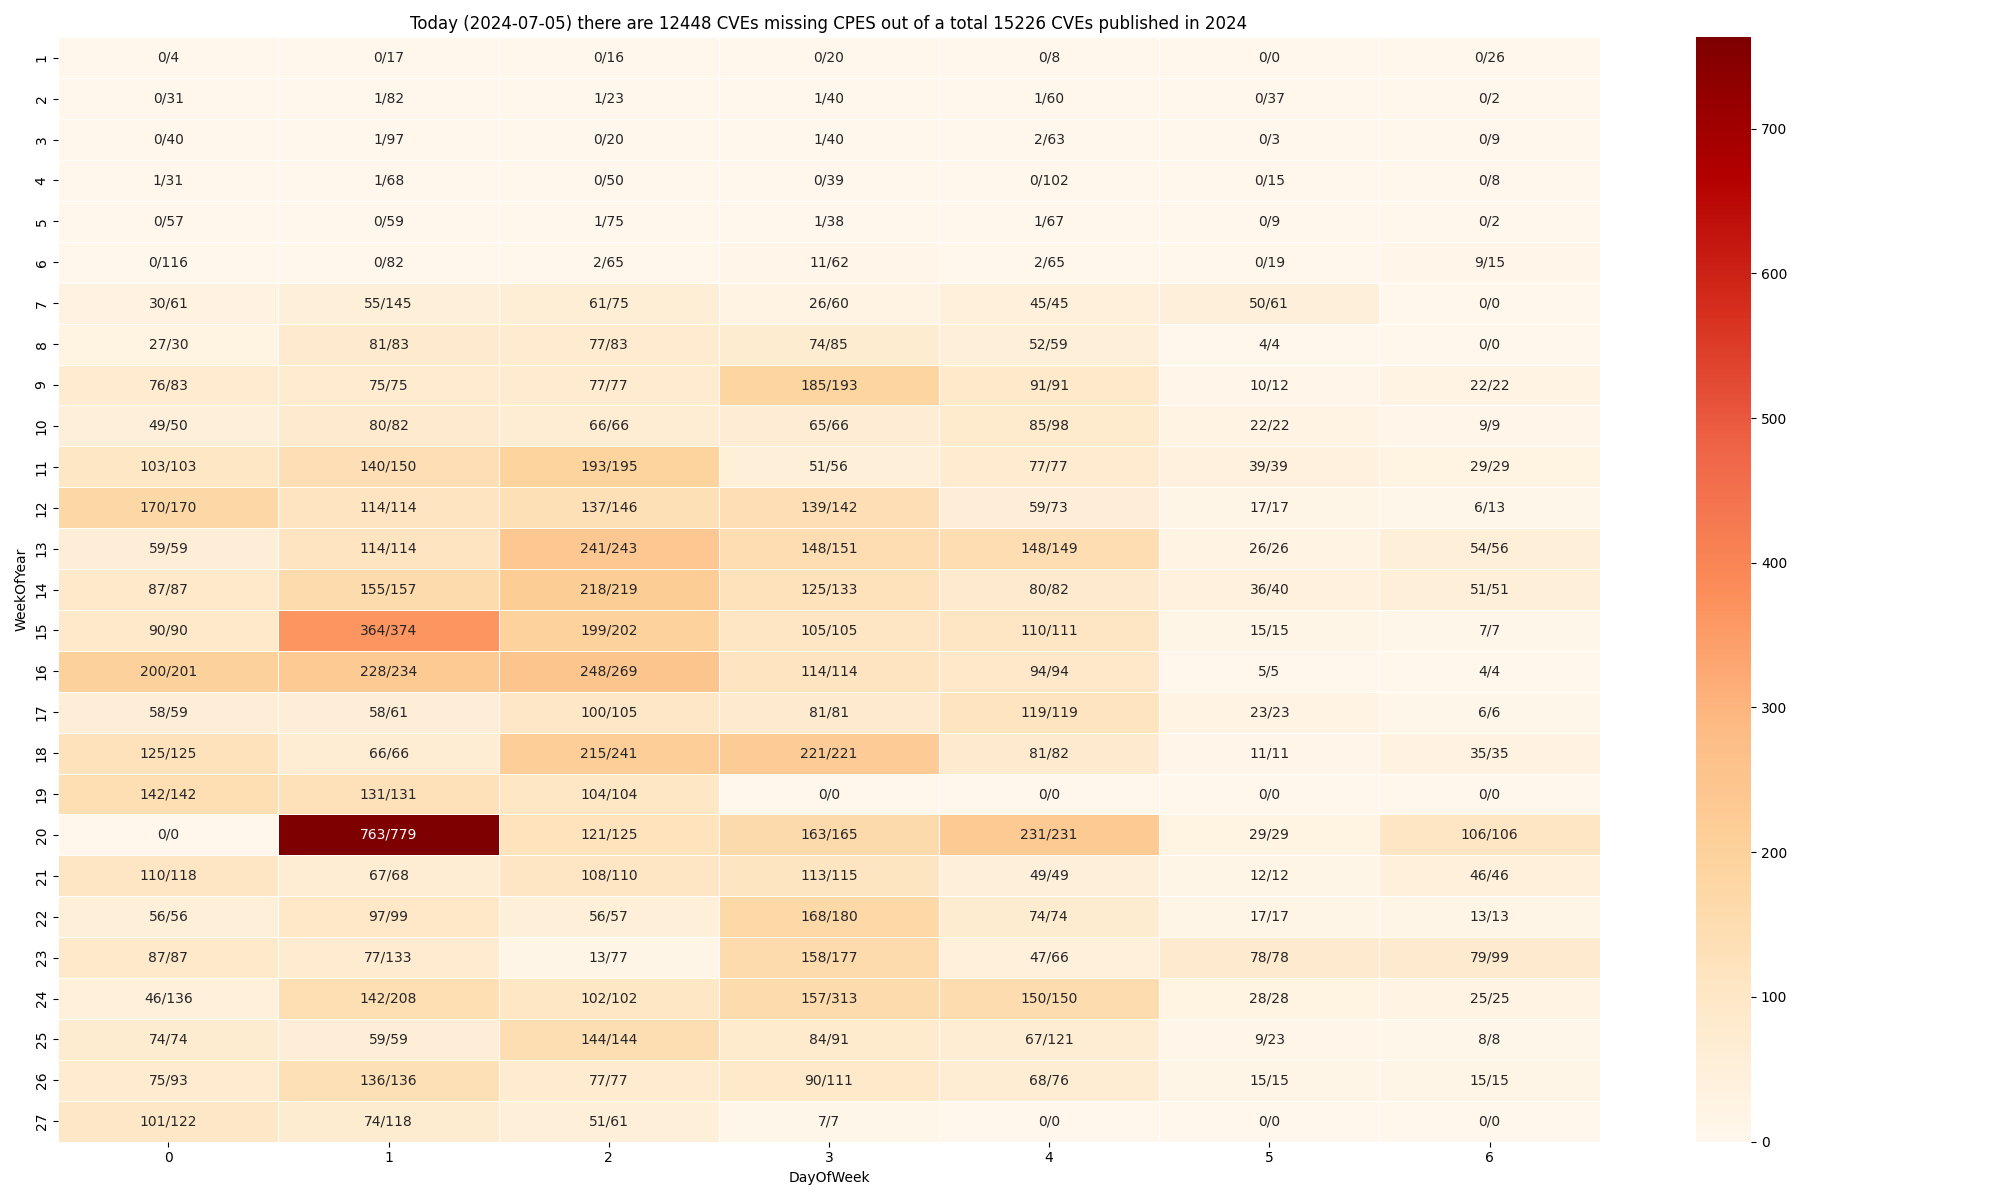 Today (2024-07-05) there are 12448 CVEs missing CPES out of a total 15226 CVEs published in 2024
1 0/4 0/17 0/16 0/20 0/8 0/0 0/26
2 0/31 1/82 1/23 1/40 1/60 0/37 0/2
3 0/40 1/97 0/20 1/40 2/63 0/3 0/9
4 1/31 1/68 0/50 0/39 0/102 0/15 0/8
5 0/57 0/59 1/75 1/38 1/67 0/9 0/2
6 0/116 0/82 2/65 11/62 2/65 0/19 9/15
7 30/61 55/145 61/75 26/60 45/45 50/61 0/0
8 27/30 81/83 77/83 74/85 52/59 4/4 0/0
9 76/83 75/75 77/77 185/193 91/91 10/12 22/22
10 49/50 80/82 66/66 65/66 85/98 22/22 9/9
11 103/103 140/150 193/195 51/56 77/77 39/39 29/29
12 170/170 114/114 137/146 139/142 59/73 17/17 6/13
13 59/59 114/114 241/243 148/151 148/149 26/26 54/56
14 87/87 155/157 218/219 125/133 80/82 36/40 51/51
15 90/90 364/374 199/202 105/105 110/111 15/15 7/7
16 200/201 228/234 248/269 114/114 94/94 5/5 4/4
17 58/59 58/61 100/105 81/81 119/119 23/23 6/6
18 125/125 66/66 215/241 221/221 81/82 11/11 35/35
19 142/142 131/131 104/104 0/0 0/0 0/0 0/0
20 0/0 763/779 121/125 163/165 231/231 29/29 106/106
21 110/118 67/68 108/110 113/115 49/49 12/12 46/46
22 56/56 97/99 56/57 168/180 74/74 17/17 13/13
23 87/87 77/133 13/77 158/177 47/66 78/78 79/99
24 46/136 142/208 102/102 157/313 150/150 28/28 25/25
25 74/74 59/59 144/144 84/91 67/121 9/23 8/8
26 75/93 136/136 77/77 90/111 68/76 15/15 15/15
27 101/122 74/118 51/61 7/7 0/0 0/0 0/0
0 1 2 3 4 5 6
DayOfWeek
WeekOfYear
700
600
500
400
300
200
100
0